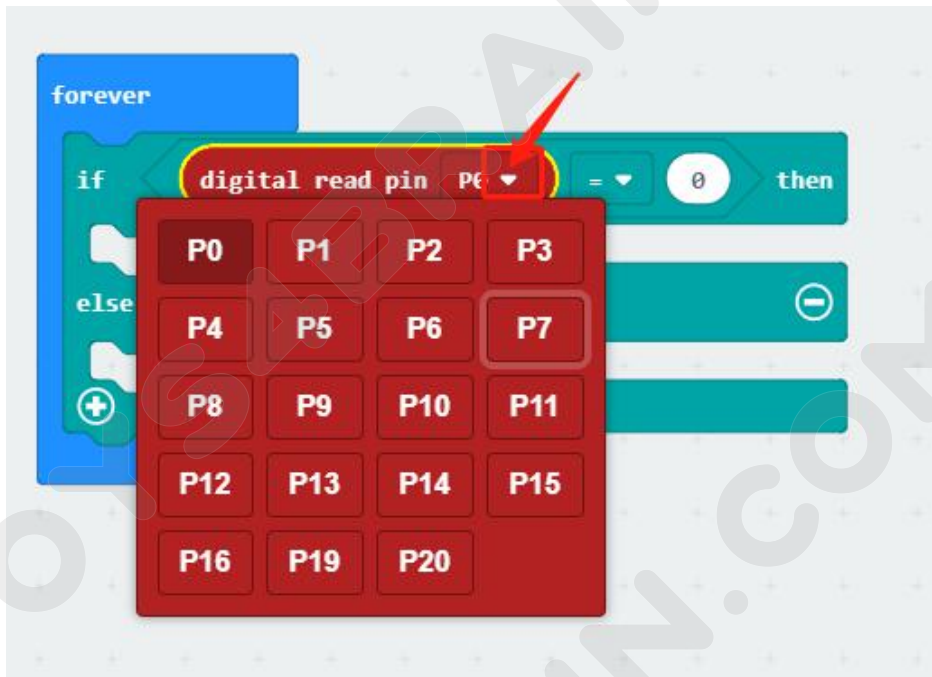 forever
if digital read pin P0 = 0 then
P0 P1 P2 P3
else
P4 P5 P6 P7
P8 P9 P10 P11
P12 P13 P14 P15
P16 P19 P20